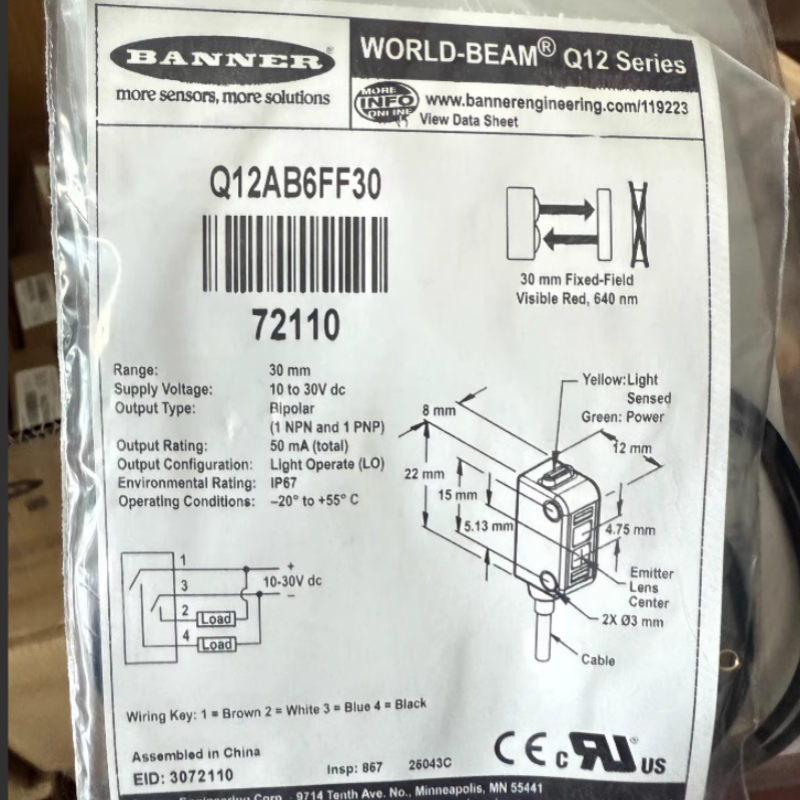 BANNER®
more sensors, more solutions
WORLD-BEAM® Q12 Series
MORE INFO ONLINE
www.bannerengineering.com/119223
View Data Sheet
Q12AB6FF30
72110
30 mm Fixed-Field
Visible Red, 640 nm
Range: 30 mm
Supply Voltage: 10 to 30V dc
Output Type: Bipolar
(1 NPN and 1 PNP)
Output Rating: 50 mA (total)
Output Configuration: Light Operate (LO)
Environmental Rating: IP67
Operating Conditions: –20° to +55° C
Yellow: Light
Sensed
Green: Power
8 mm
12 mm
22 mm
15 mm
5.13 mm
4.75 mm
Emitter
Lens
Center
2X Ø3 mm
Cable
1
+
10-30V dc
3
–
2
Load
4
Load
Wiring Key: 1 = Brown 2 = White 3 = Blue 4 = Black
Assembled in China
EID: 3072110
Insp: 867
26043C
CE c RU US
Engineering Corp 9714 Tenth Ave. No., Minneapolis, MN 55441